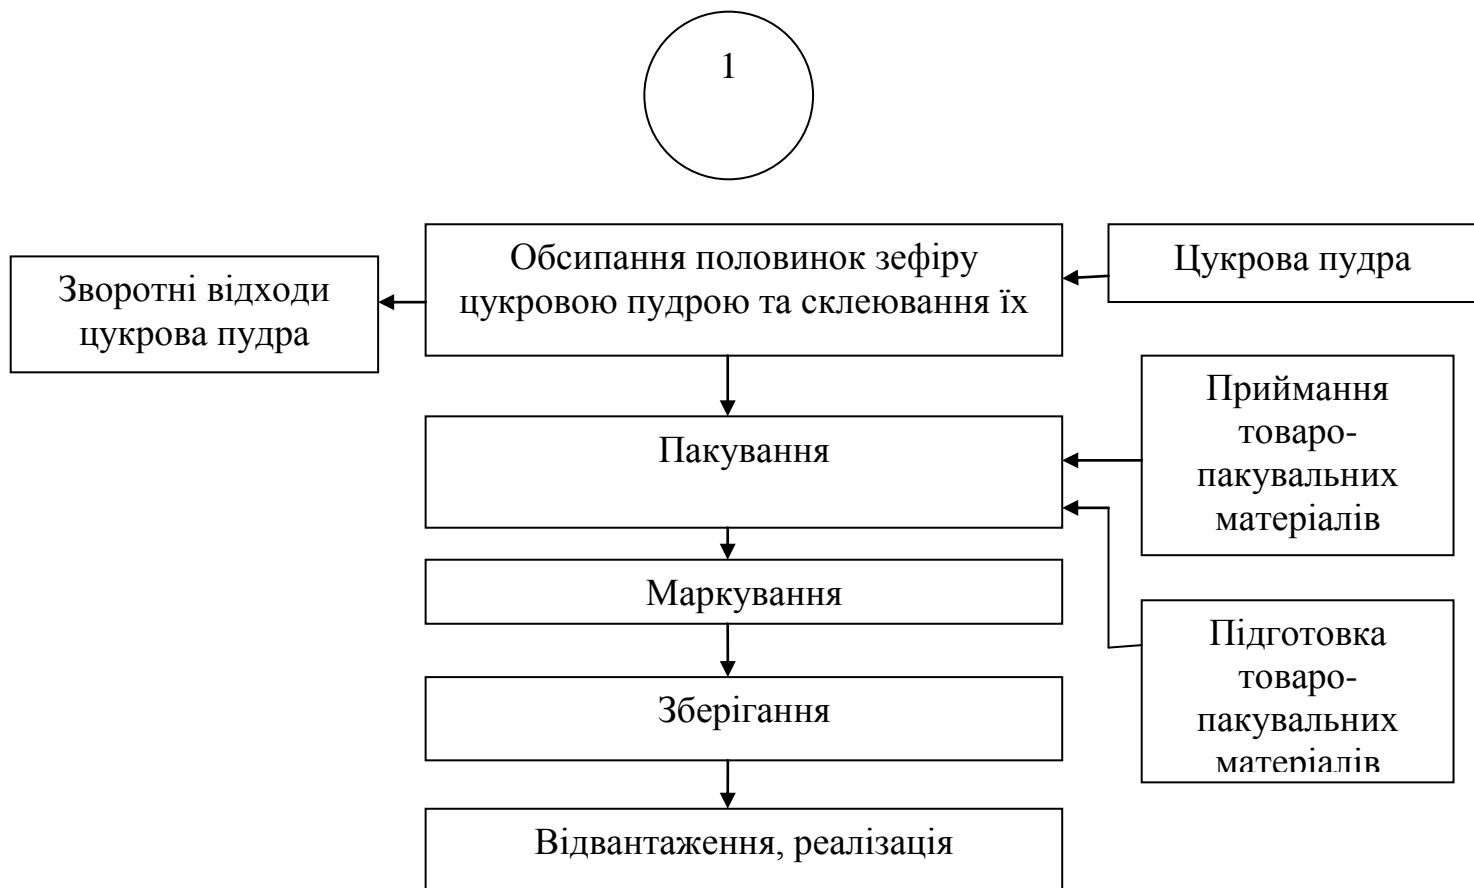 1
Обсипання половинок зефіру
цукровою пудрою та склеювання їх
Цукрова пудра
Зворотні відходи
цукрова пудра
Пакування
Приймання
товаро-
пакувальних
матеріалів
Маркування
Підготовка
товаро-
пакувальних
матеріалів
Зберігання
Відвантаження, реалізація